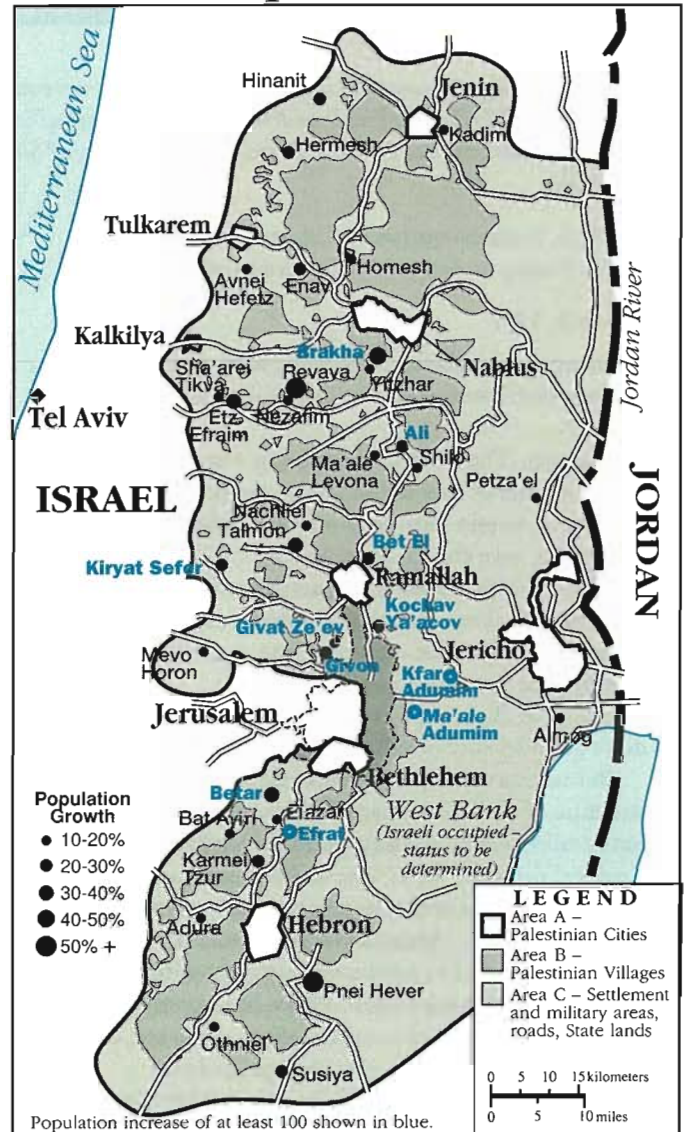 Mediterranean Sea
Hinanit
Jenin
Kadim
Hermesh
Tulkarem
Homesh
Avnei
Hefetz
Enav
Kalkilya
Brakha
Nablus
Sha'arei
Tikva
Revava
Yitzhar
Jordan River
Tel Aviv
Etz
Efraim
Nezafim
Ali
Ma'ale
Levona
Shilo
Petza'el
ISRAEL
JORDAN
Nachliel
Talmon
Bet El
Kiryat Sefer
Ramallah
Kochav
Ya'acov
Givat Ze'ev
Givon
Jericho
Mevo
Horon
Kfar
Adumim
Jerusalem
Ma'ale
Adumim
Almog
Bethlehem
Betar
Elazar
Bat Ayin
Efrat
West Bank
(Israeli occupied –
status to be
determined)
Karmei
Tzur
Population
Growth
10-20%
20-30%
30-40%
40-50%
50% +
Adura
Hebron
Pnei Hever
Othniel
Susiya
LEGEND
Area A –
Palestinian Cities
Area B –
Palestinian Villages
Area C – Settlement
and military areas,
roads, State lands
0 5 10 15 kilometers
0 5 10 miles
Population increase of at least 100 shown in blue.